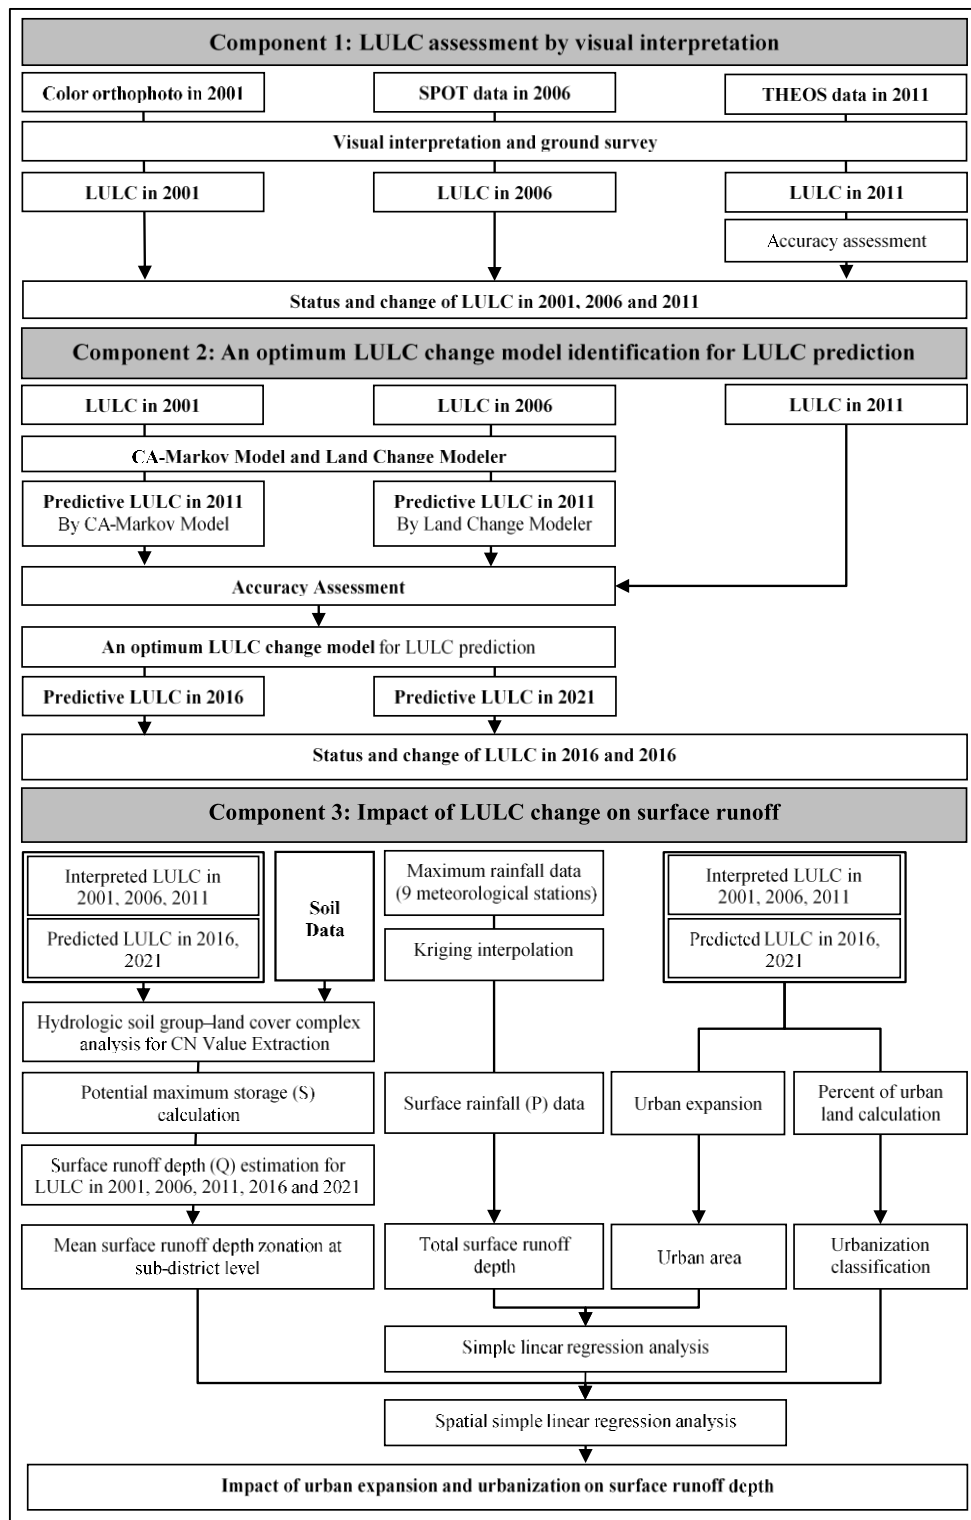 Component 1: LULC assessment by visual interpretation
Color orthophoto in 2001
SPOT data in 2006
THEOS data in 2011
Visual interpretation and ground survey
LULC in 2001
LULC in 2006
LULC in 2011
Accuracy assessment
Status and change of LULC in 2001, 2006 and 2011
Component 2: An optimum LULC change model identification for LULC prediction
LULC in 2001
LULC in 2006
LULC in 2011
CA-Markov Model and Land Change Modeler
Predictive LULC in 2011
By CA-Markov Model
Predictive LULC in 2011
By Land Change Modeler
Accuracy Assessment
An optimum LULC change model for LULC prediction
Predictive LULC in 2016
Predictive LULC in 2021
Status and change of LULC in 2016 and 2016
Component 3: Impact of LULC change on surface runoff
Interpreted LULC in
2001, 2006, 2011
Predicted LULC in 2016,
2021
Soil
Data
Maximum rainfall data
(9 meteorological stations)
Kriging interpolation
Interpreted LULC in
2001, 2006, 2011
Predicted LULC in 2016,
2021
Hydrologic soil group–land cover complex
analysis for CN Value Extraction
Potential maximum storage (S)
calculation
Surface rainfall (P) data
Urban expansion
Percent of urban
land calculation
Surface runoff depth (Q) estimation for
LULC in 2001, 2006, 2011, 2016 and 2021
Mean surface runoff depth zonation at
sub-district level
Total surface runoff
depth
Urban area
Urbanization
classification
Simple linear regression analysis
Spatial simple linear regression analysis
Impact of urban expansion and urbanization on surface runoff depth